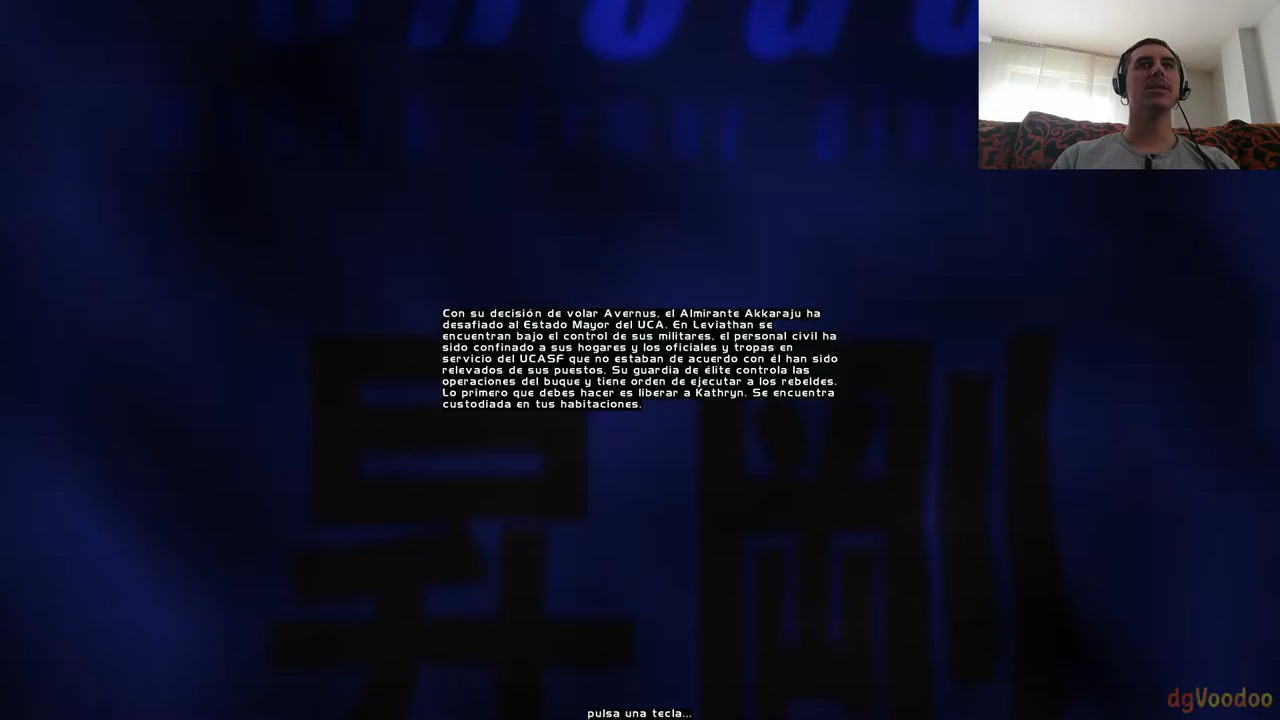 Con su decisión de volar Avernus, el Almirante Akkaraju ha
desafiado al Estado Mayor del UCA. En Leviathan se
encuentran bajo el control de sus militares, el personal civil ha
sido confinado a sus hogares y los oficiales y tropas en
servicio del UCASF que no estaban de acuerdo con él han sido
relevados de sus puestos. Su guardia de élite controla las
operaciones del buque y tiene orden de ejecutar a los rebeldes.
Lo primero que debes hacer es liberar a Kathryn. Se encuentra
custodiada en tus habitaciones.
dgVoodoo
pulsa una tecla...